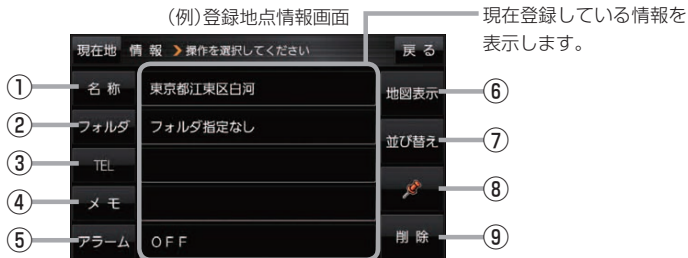 (例)登録地点情報画面
現在登録している情報を
表示します。
現在地 情 報 操作を選択してください 戻 る
① 名 称 東京都江東区白河 地図表示 ⑥
② フォルダ フォルダ指定なし 並び替え ⑦
③ TEL ⑧
④ メ モ
⑤ アラーム OFF 削 除 ⑨